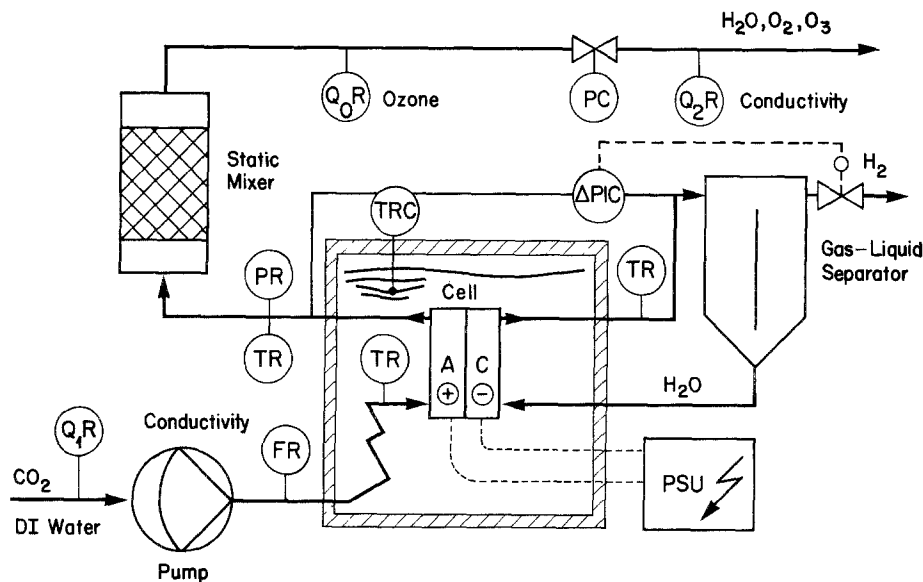 H₂O, O₂, O₃
Q₀R Ozone
PC
Q₂R Conductivity
H₂
Static
Mixer
TRC
ΔPIC
Gas-Liquid
Separator
PR
TR
Cell
TR
TR
A C
+ −
H₂O
Q₁R
Conductivity
FR
CO₂
DI Water
Pump
PSU